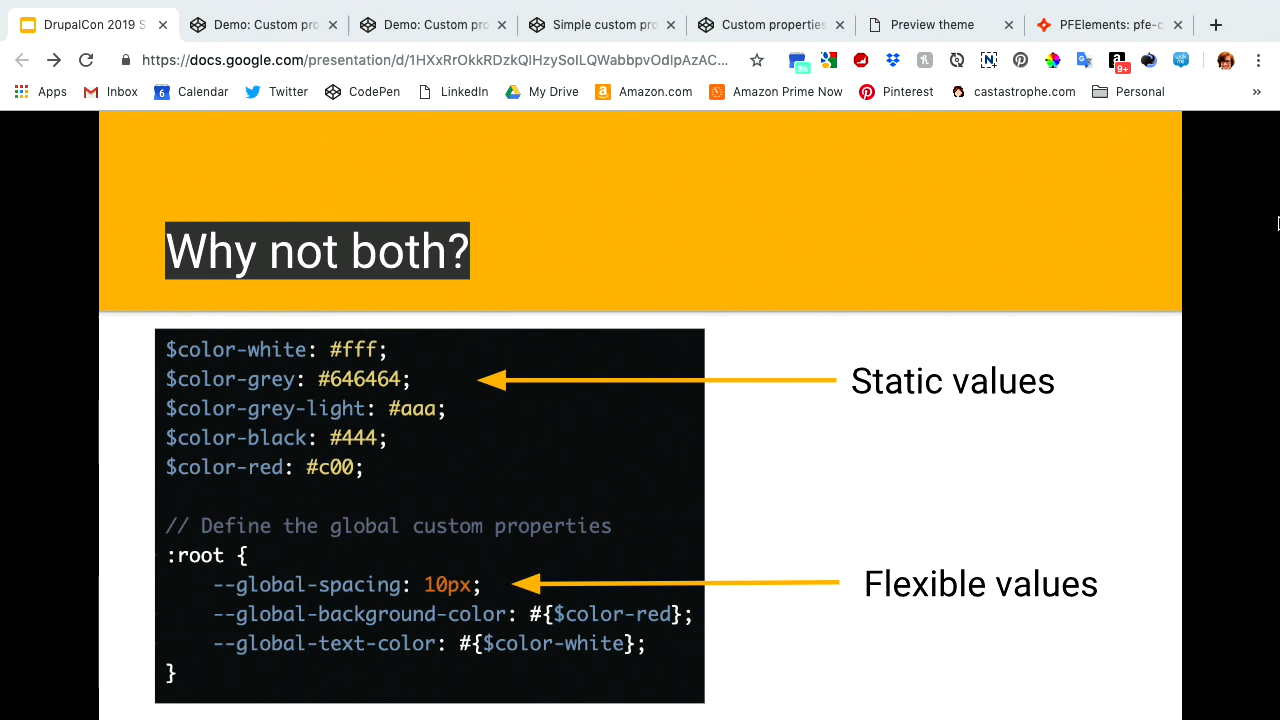 DrupalCon 2019 S
Demo: Custom pro
Demo: Custom pro
Simple custom pro
Custom properties
Preview theme
PFElements: pfe-c
https://docs.google.com/presentation/d/1HXxRrOkkRDzkQIHzySoILQWabbpvOdIpAzAC...
9+
Apps
Inbox
6
Calendar
Twitter
CodePen
LinkedIn
My Drive
Amazon.com
Amazon Prime Now
Pinterest
castastrophe.com
Personal
»
Why not both?
$color-white: #fff;
$color-grey: #646464;
Static values
$color-grey-light: #aaa;
$color-black: #444;
$color-red: #c00;
// Define the global custom properties
:root {
--global-spacing: 10px;
Flexible values
--global-background-color: #{$color-red};
--global-text-color: #{$color-white};
}